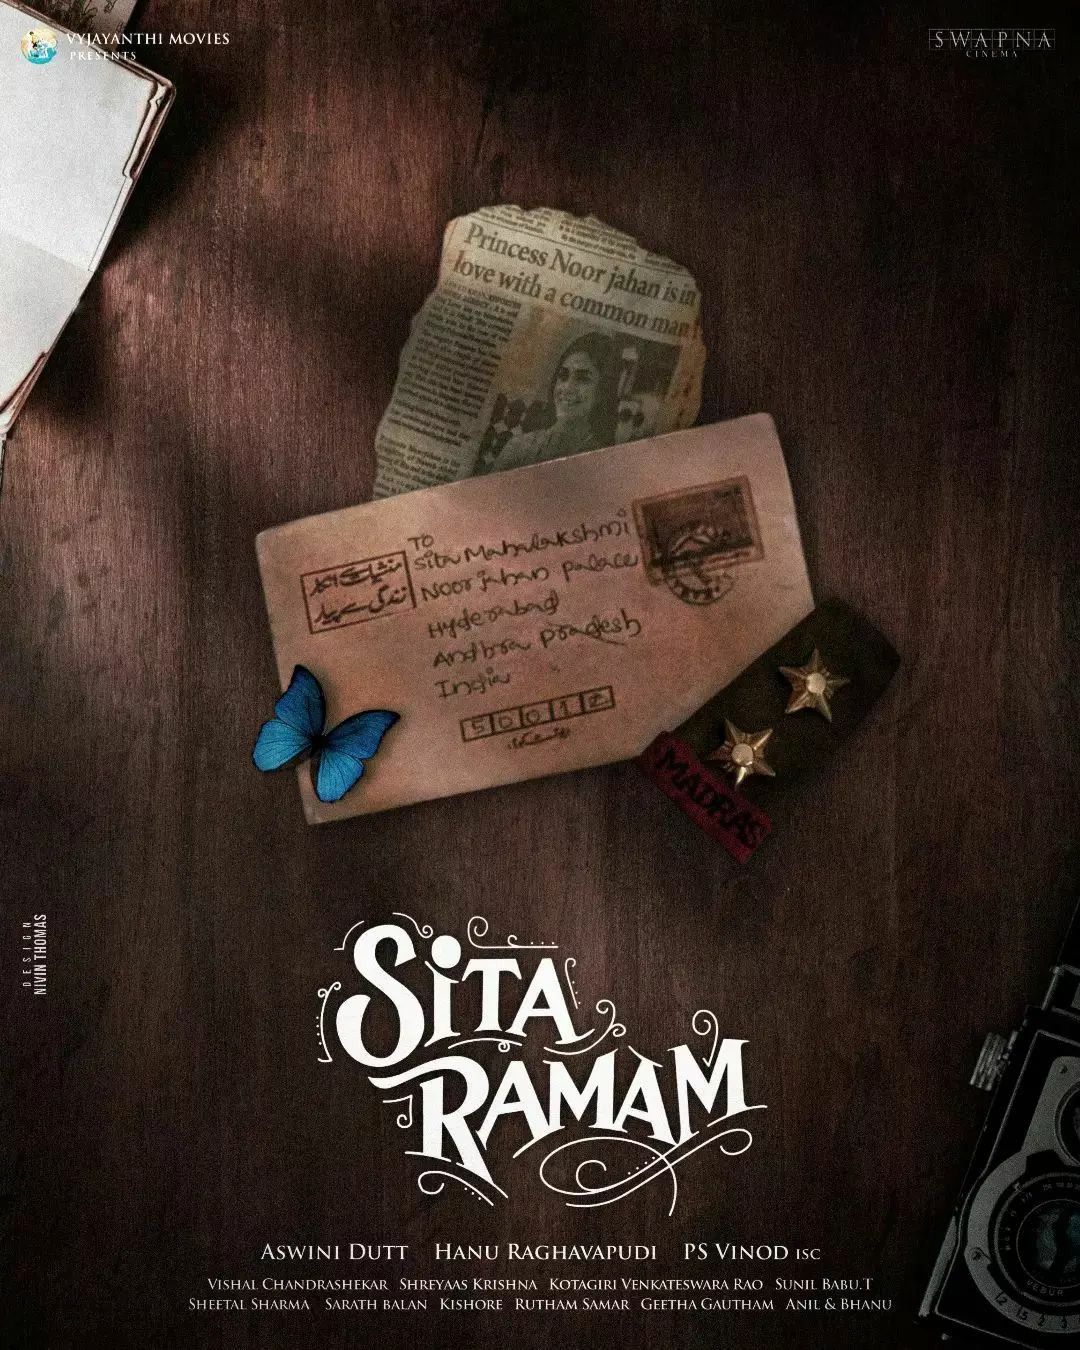 VYJAYANTHI MOVIES
PRESENTS
SWAPNA
CINEMA
Princess Noor jahan is in
love with a common man
TO
Sita Mahalakshmi
Noor jahan palace
Hyderabad
Andhra pradesh
India
MADRAS
DESIGN
NIVIN THOMAS
SITA
RAMAM
ASWINI DUTT HANU RAGHAVAPUDI PS VINOD ISC
VISHAL CHANDRASHEKAR SHREYAAS KRISHNA KOTAGIRI VENKATESWARA RAO SUNIL BABU.T
SHEETAL SHARMA SARATH BALAN KISHORE RUTHAM SAMAR GEETHA GAUTHAM ANIL & BHANU